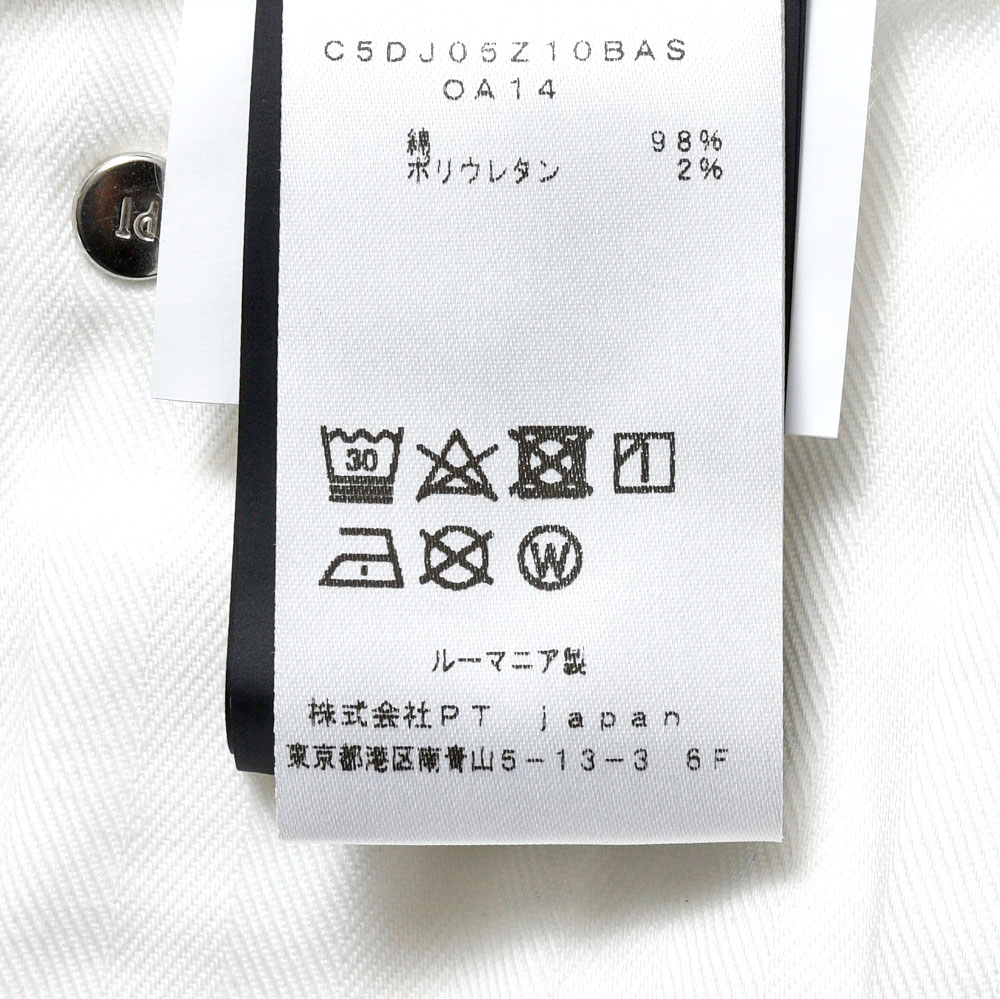 C5DJ05Z10BAS
OA14
綿 98%
ポリウレタン 2%
30
W
ルーマニア製
株式会社PT japan
東京都港区南青山5-13-3 6F